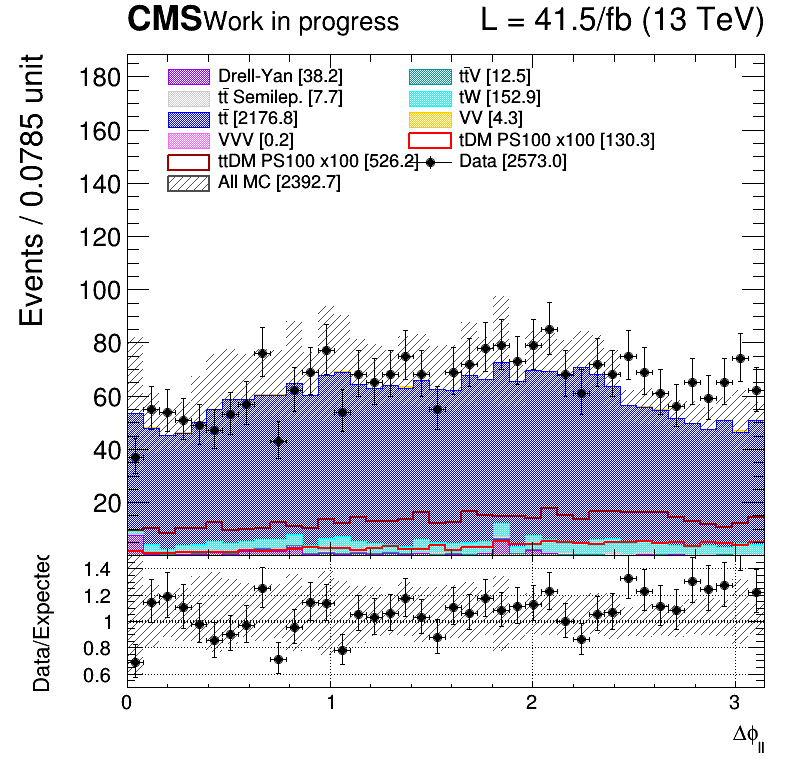 CMS Work in progress L = 41.5/fb (13 TeV)
Events / 0.0785 unit
180
160
140
120
100
80
60
40
20
Drell-Yan [38.2] tt̄V [12.5]
tt̄ Semilep. [7.7] tW [152.9]
tt̄ [2176.8] VV [4.3]
VVV [0.2] tDM PS100 x100 [130.3]
ttDM PS100 x100 [526.2] Data [2573.0]
All MC [2392.7]
Data/Expected
1.4
1.2
1
0.8
0.6
0 1 2 3
Δϕll